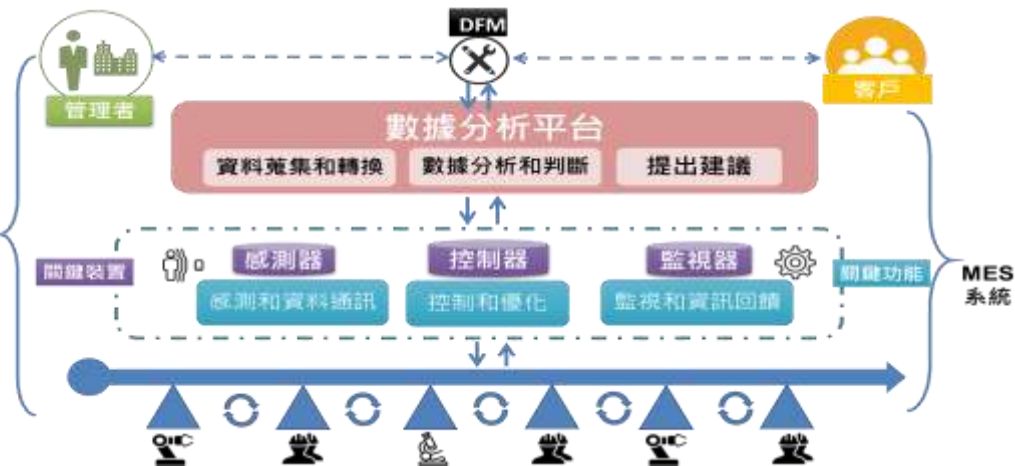 DFM
管理者
客戶
數據分析平台
資料蒐集和轉換
數據分析和判斷
提出建議
關鍵裝置
感測器
控制器
監視器
感測和資料通訊
控制和優化
監視和資訊回饋
關鍵功能
MES
系統